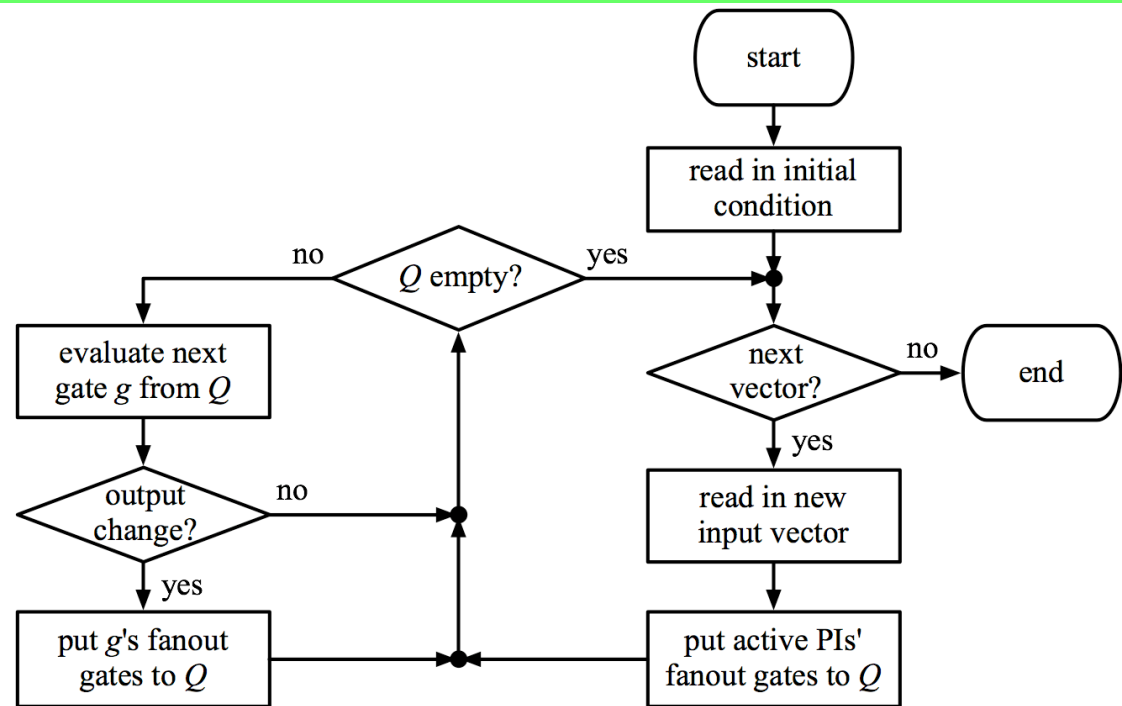 start
read in initial
condition
no
yes
Q empty?
evaluate next
gate g from Q
next
vector?
no
end
yes
output
change?
no
read in new
input vector
yes
put g's fanout
gates to Q
put active PIs'
fanout gates to Q